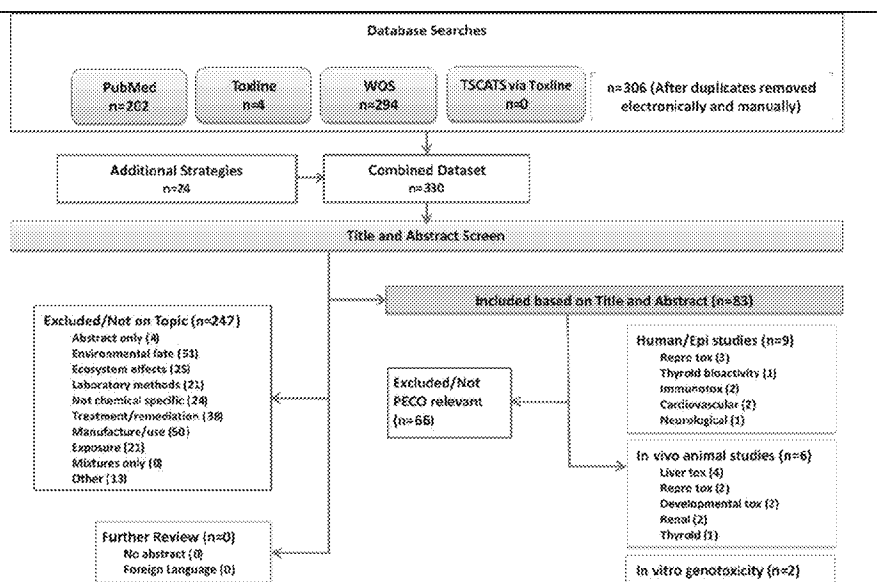 Database Searches
PubMed
n=202
Toxline
n=4
WOS
n=294
TSCATS via Toxline
n=0
n=306 (After duplicates removed
electronically and manually)
Additional Strategies
n=24
Combined Dataset
n=330
Title and Abstract Screen
Included based on Title and Abstract (n=83)
Excluded/Not on Topic (n=247)
Abstract only (4)
Environmental fate (51)
Ecosystem effects (25)
Laboratory methods (21)
Not chemical specific (24)
Treatment/remediation (38)
Manufacture/use (50)
Exposure (21)
Mixtures only (0)
Other (13)
Further Review (n=0)
No abstract (0)
Foreign Language (0)
Excluded/Not
PECO relevant
(n=66)
Human/Epi studies (n=9)
Repro tox (3)
Thyroid bioactivity (1)
Immunotox (2)
Cardiovascular (2)
Neurological (1)
In vivo animal studies (n=6)
Liver tox (4)
Repro tox (2)
Developmental tox (2)
Renal (2)
Thyroid (1)
In vitro genotoxicity (n=2)